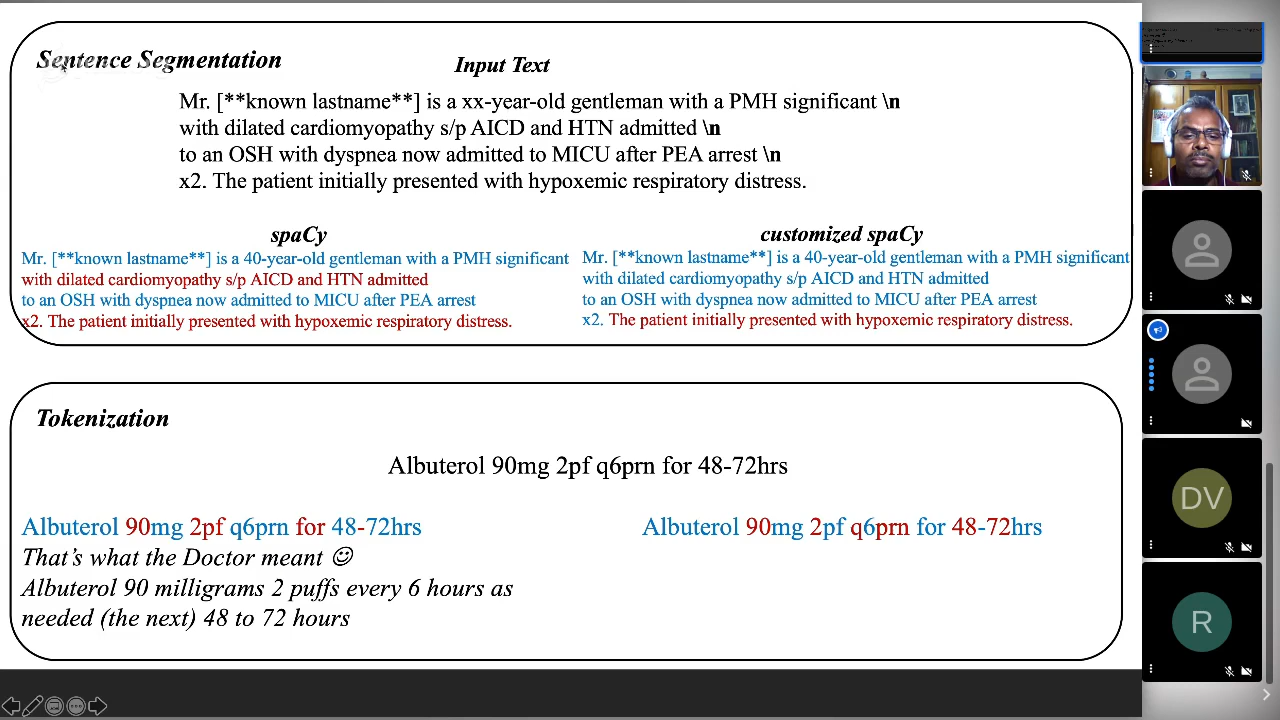 Sentence Segmentation
Input Text
Mr. [**known lastname**] is a xx-year-old gentleman with a PMH significant \n
with dilated cardiomyopathy s/p AICD and HTN admitted \n
to an OSH with dyspnea now admitted to MICU after PEA arrest \n
x2. The patient initially presented with hypoxemic respiratory distress.
spaCy
Mr. [**known lastname**] is a 40-year-old gentleman with a PMH significant
with dilated cardiomyopathy s/p AICD and HTN admitted
to an OSH with dyspnea now admitted to MICU after PEA arrest
x2. The patient initially presented with hypoxemic respiratory distress.
customized spaCy
Mr. [**known lastname**] is a 40-year-old gentleman with a PMH significant
with dilated cardiomyopathy s/p AICD and HTN admitted
to an OSH with dyspnea now admitted to MICU after PEA arrest
x2. The patient initially presented with hypoxemic respiratory distress.
Tokenization
Albuterol 90mg 2pf q6prn for 48-72hrs
Albuterol 90mg 2pf q6prn for 48-72hrs
That's what the Doctor meant ☺
Albuterol 90 milligrams 2 puffs every 6 hours as
needed (the next) 48 to 72 hours
Albuterol 90mg 2pf q6prn for 48-72hrs
DV
R